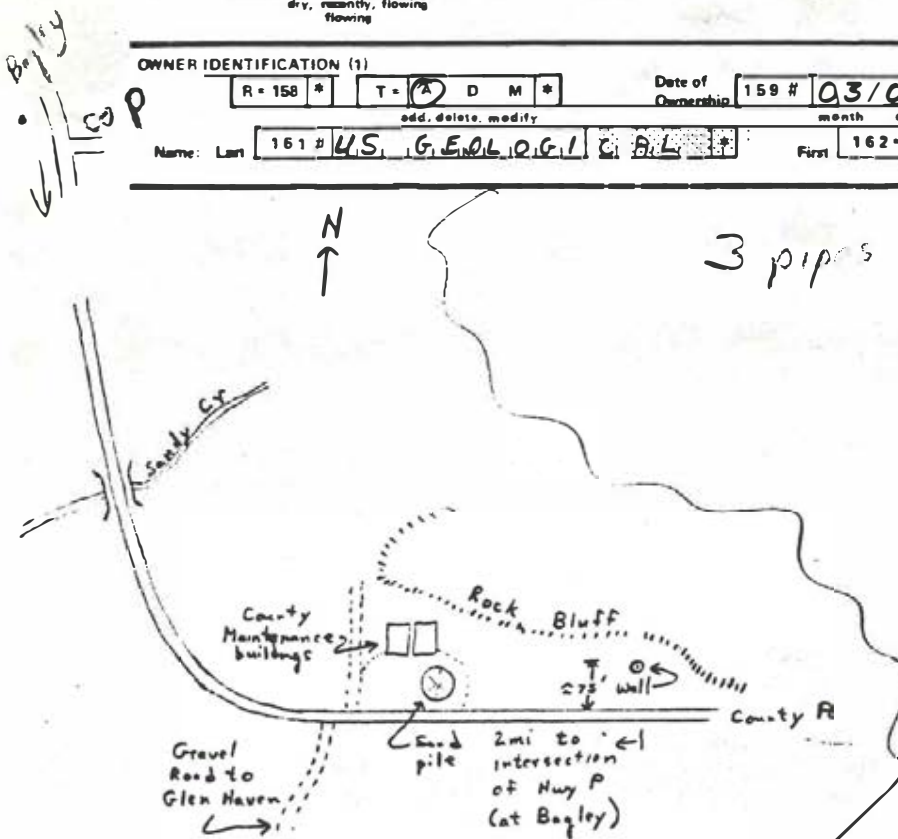 dry, recently, flowing
flowing
Bagley
Co P
OWNER IDENTIFICATION (1)
R = 158 * T = A D M * Date of Ownership 159 # 03/0
add, delete, modify month
Name: Last 161 # US GEOLOGICAL * First 162 =
N
3 pipes
Sandy Cr
County
Maintenance
buildings
Rock Bluff
≈75' Well
County
Sand
pile
2mi to
intersection
of Hwy P
(at Bagley)
Gravel
Road to
Glen Haven